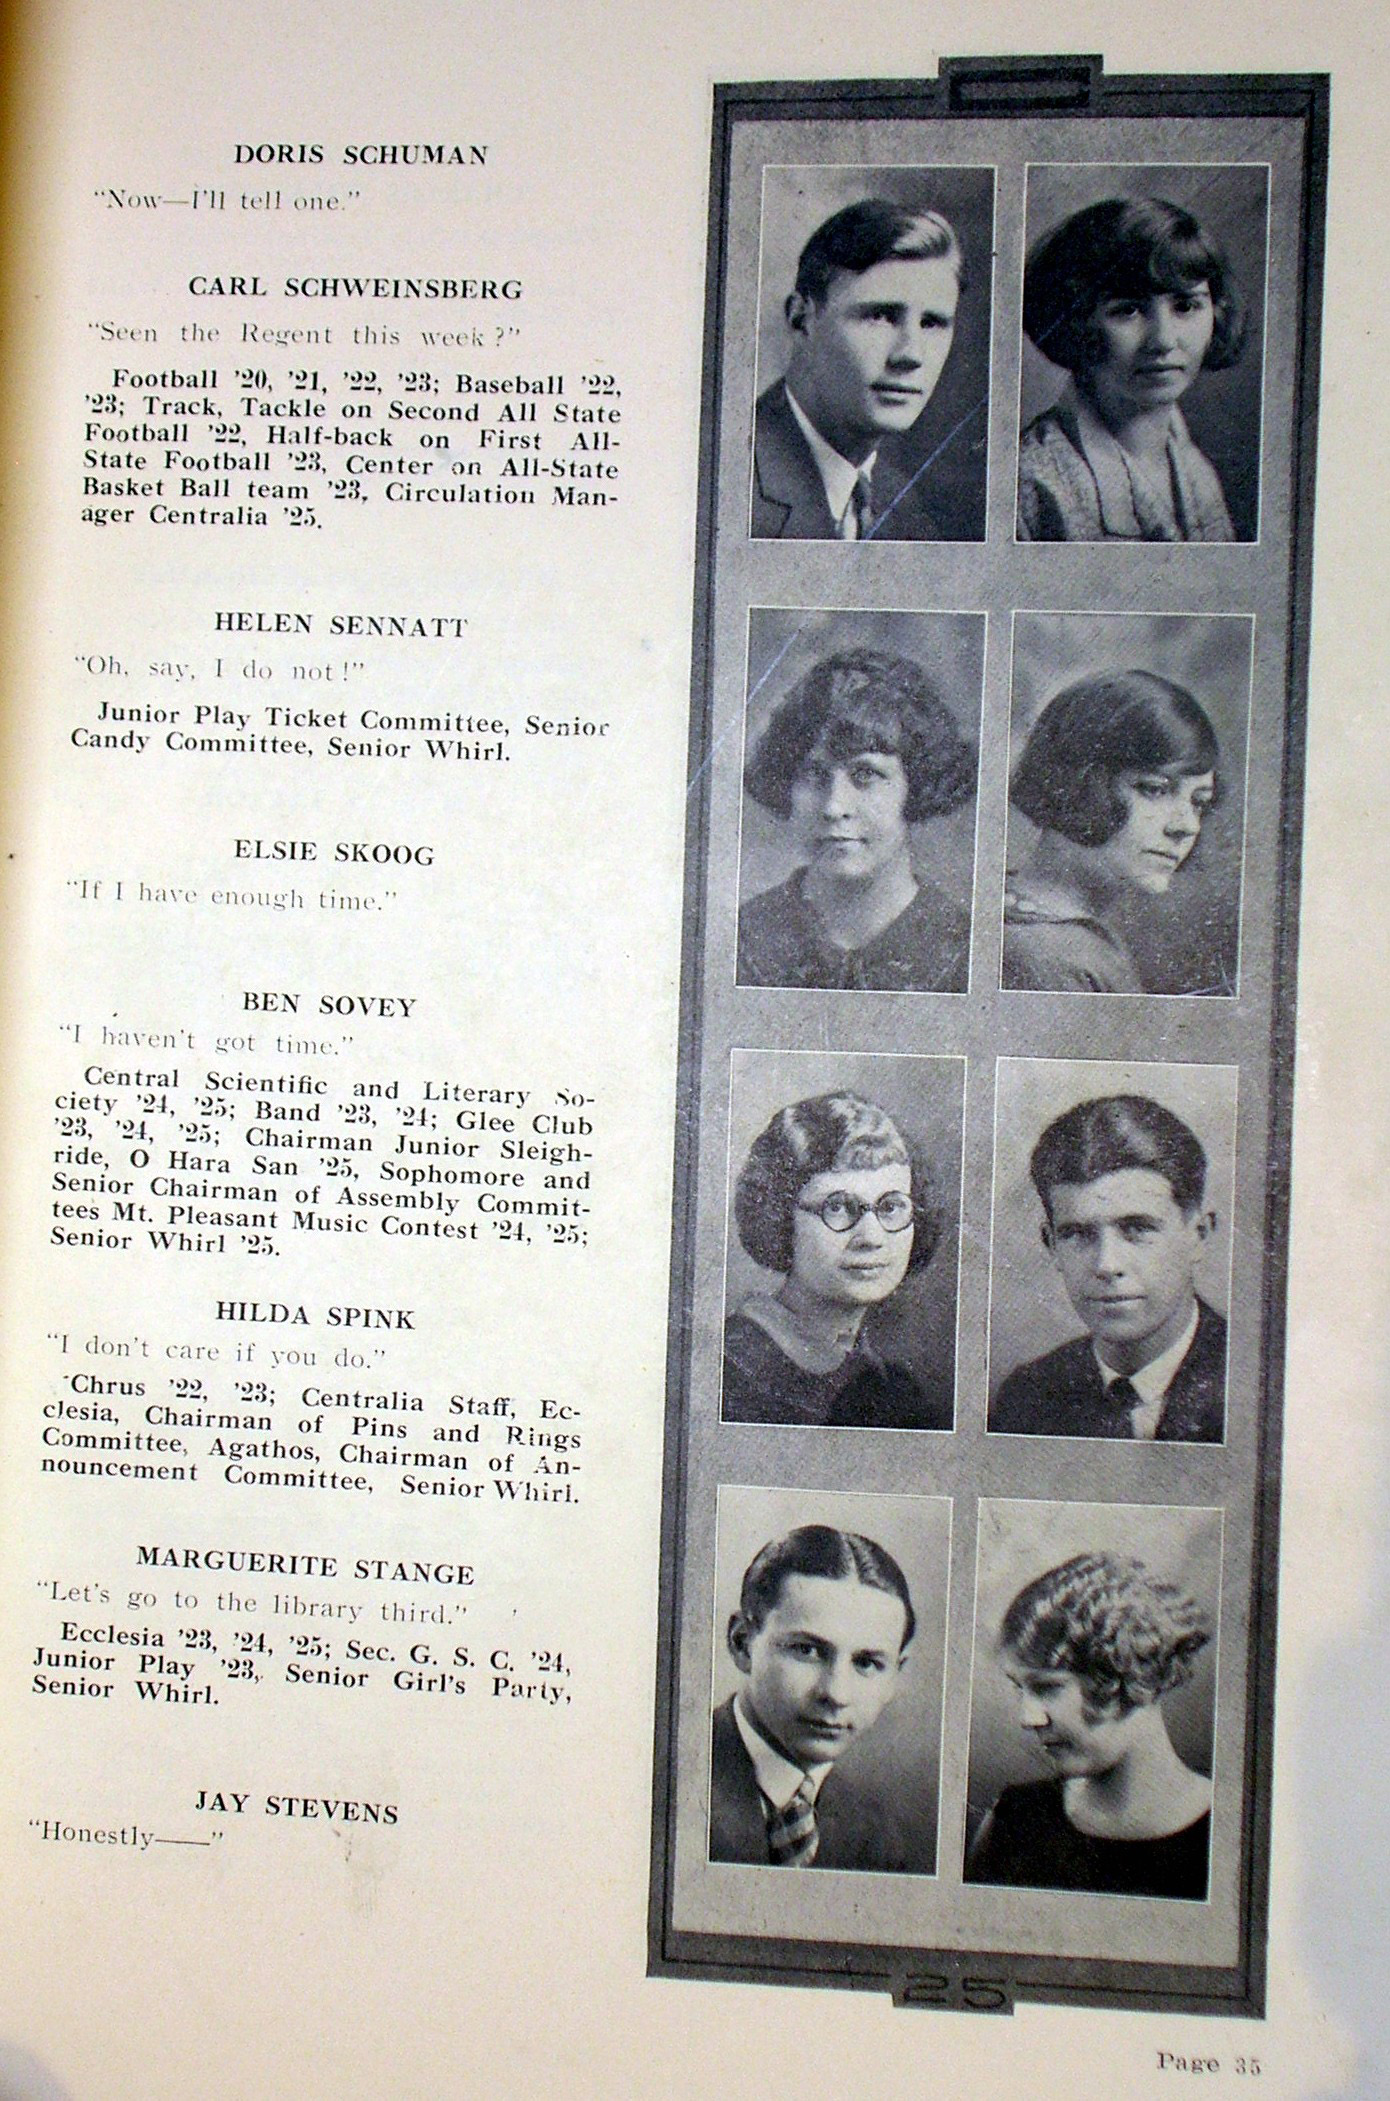 DORIS SCHUMAN
“Now—I'll tell one.”
CARL SCHWEINSBERG
“Seen the Regent this week?”
Football ’20, ’21, ’22, ’23; Baseball ’22,
’23; Track, Tackle on Second All State
Football ’22, Half-back on First All-
State Football ’23, Center on All-State
Basket Ball team ’23, Circulation Man-
ager Centralia ’25.
HELEN SENNATT
“Oh, say, I do not!”
Junior Play Ticket Committee, Senior
Candy Committee, Senior Whirl.
ELSIE SKOOG
“If I have enough time.”
BEN SOVEY
“I haven't got time.”
Central Scientific and Literary So-
ciety ’24, ’25; Band ’23, ’24; Glee Club
’23, ’24, ’25; Chairman Junior Sleigh-
ride, O Hara San ’25, Sophomore and
Senior Chairman of Assembly Commit-
tees Mt. Pleasant Music Contest ’24, ’25;
Senior Whirl ’25.
HILDA SPINK
“I don't care if you do.”
Chrus ’22, ’23; Centralia Staff, Ec-
clesia, Chairman of Pins and Rings
Committee, Agathos, Chairman of An-
nouncement Committee, Senior Whirl.
MARGUERITE STANGE
“Let's go to the library third.”
Ecclesia ’23, ’24, ’25; Sec. G. S. C. ’24,
Junior Play ’23, Senior Girl's Party,
Senior Whirl.
JAY STEVENS
“Honestly——”
25
Page 35